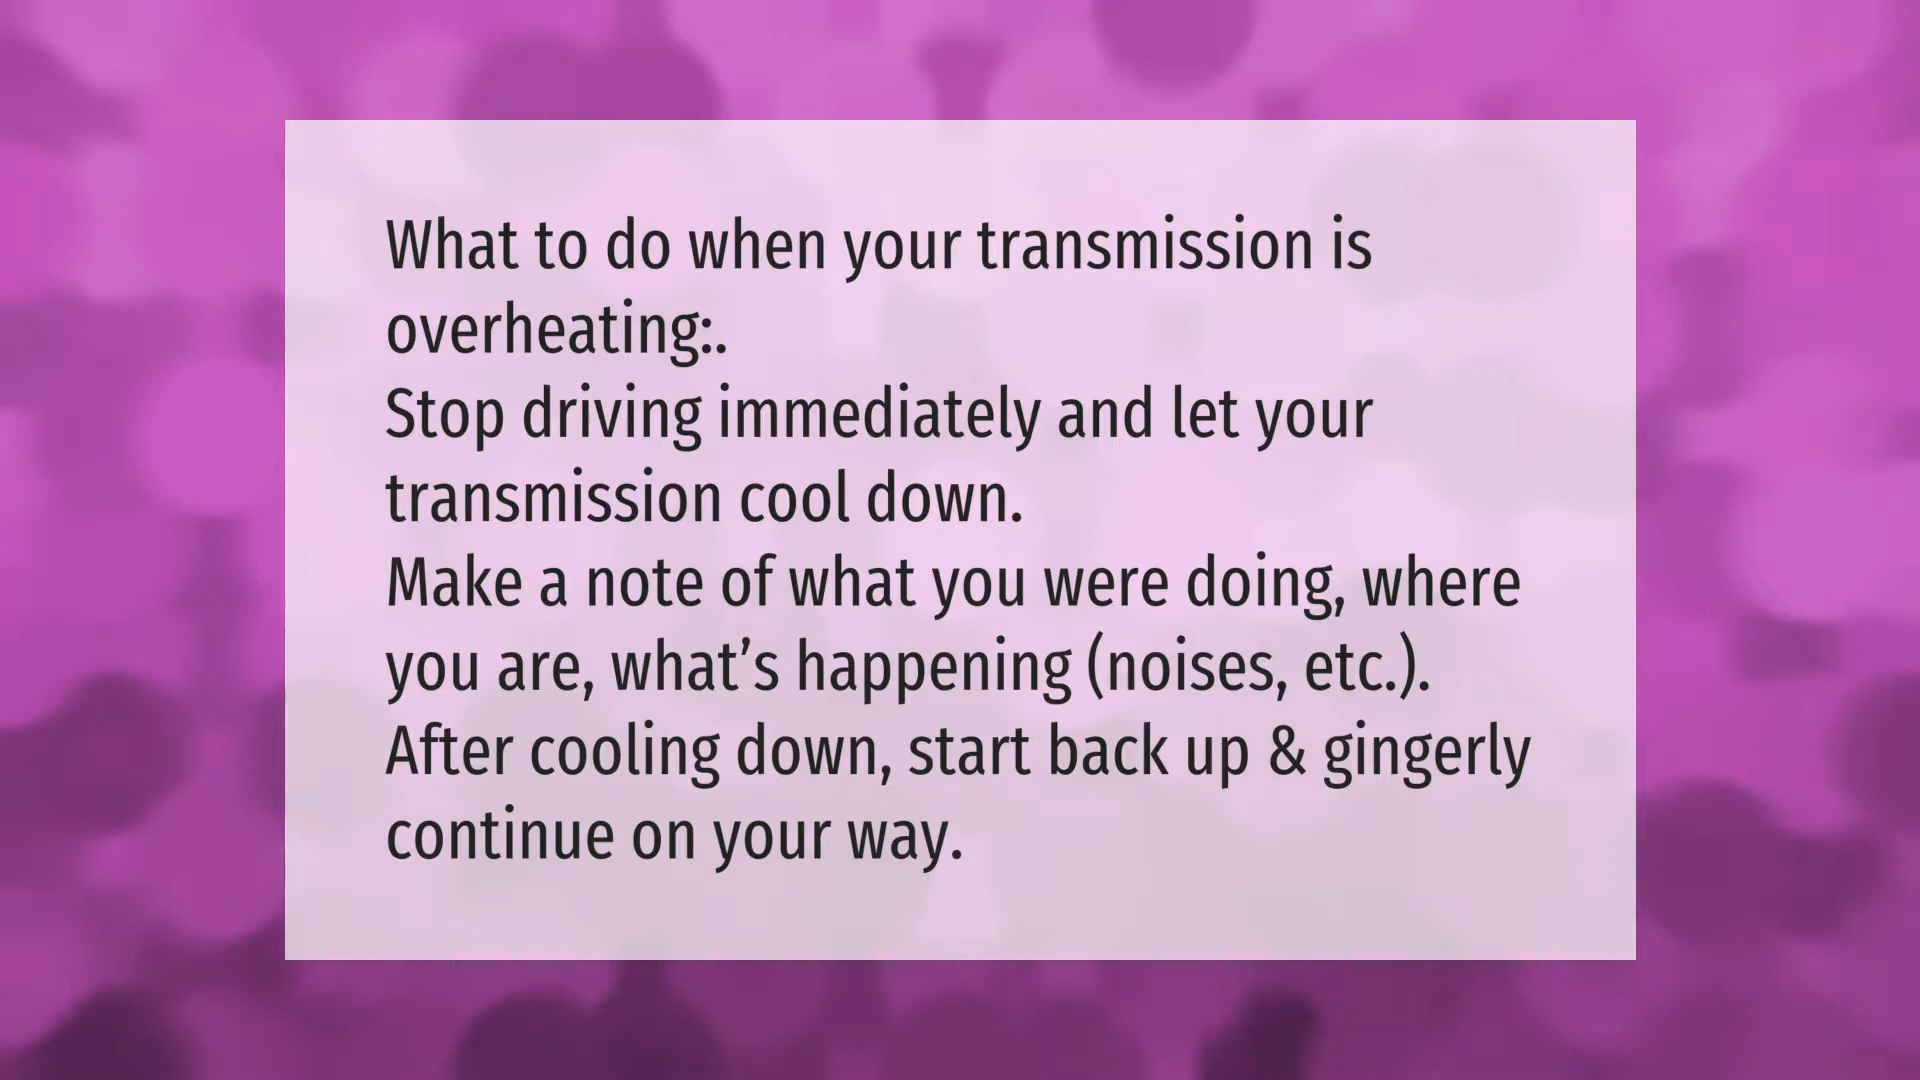 What to do when your transmission is
overheating:.
Stop driving immediately and let your
transmission cool down.
Make a note of what you were doing, where
you are, what’s happening (noises, etc.).
After cooling down, start back up & gingerly
continue on your way.